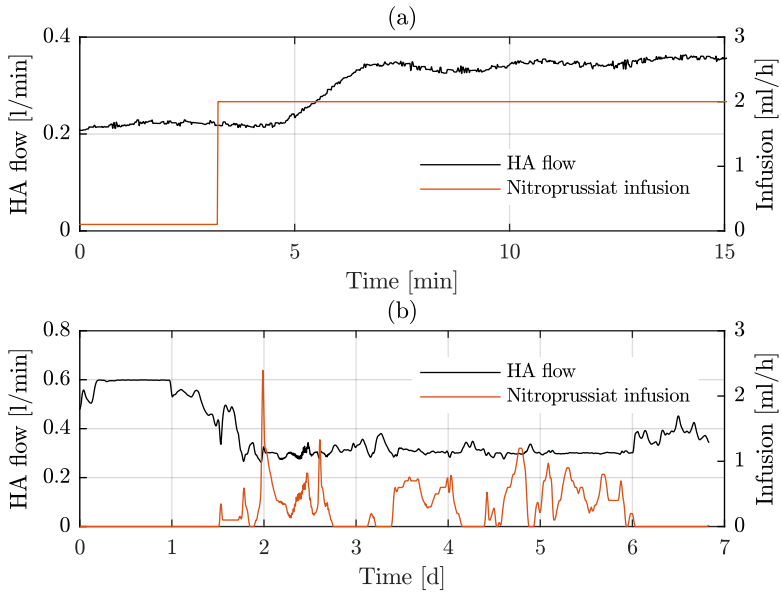 (a)
HA flow [l/min]
0.4
0.2
0
3
2
1
0
Infusion [ml/h]
HA flow
Nitroprussiat infusion
0
5
10
15
Time [min]
(b)
HA flow [l/min]
0.8
0.6
0.4
0.2
0
3
2
1
0
Infusion [ml/h]
HA flow
Nitroprussiat infusion
0
1
2
3
4
5
6
7
Time [d]